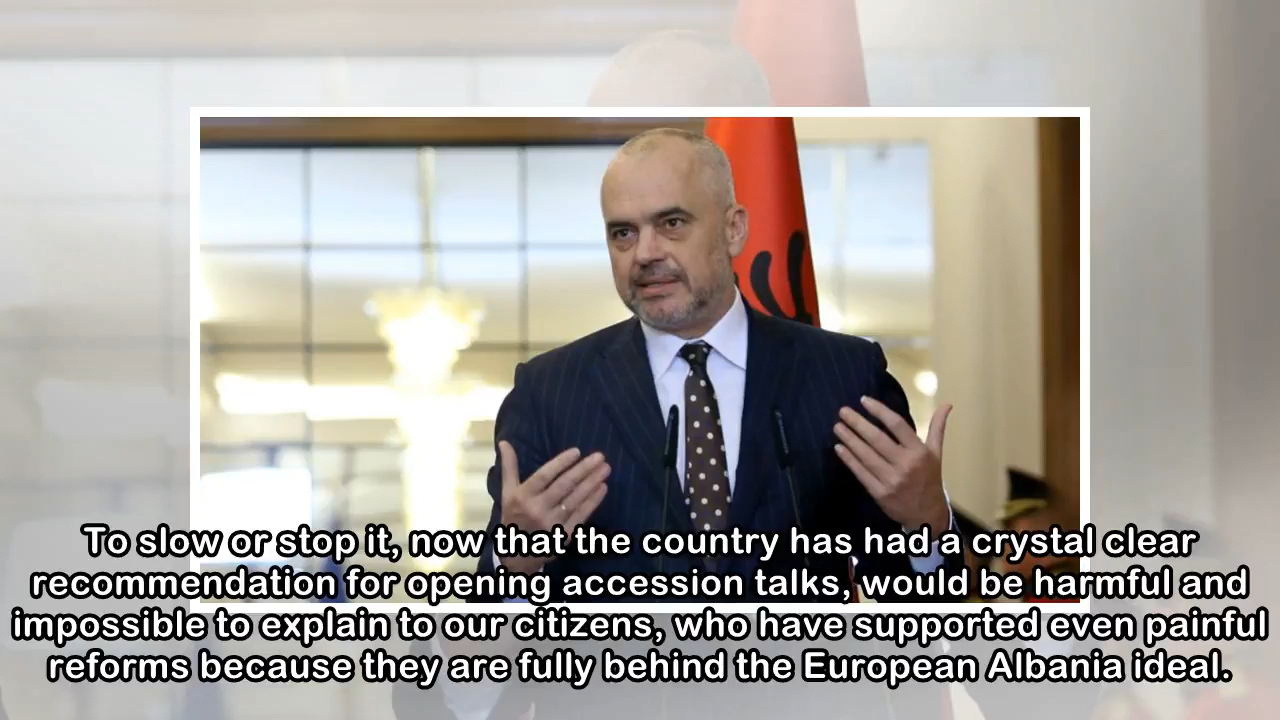 To slow or stop it, now that the country has had a crystal clear
recommendation for opening accession talks, would be harmful and
impossible to explain to our citizens, who have supported even painful
reforms because they are fully behind the European Albania ideal.